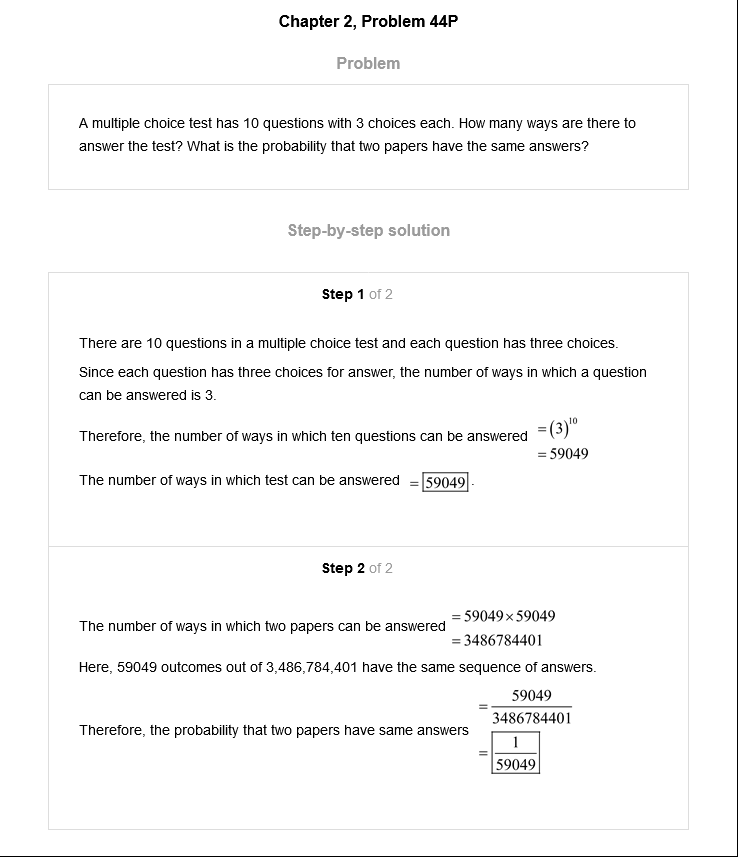 Chapter 2, Problem 44P
Problem
A multiple choice test has 10 questions with 3 choices each. How many ways are there to
answer the test? What is the probability that two papers have the same answers?
Step-by-step solution
Step 1 of 2
There are 10 questions in a multiple choice test and each question has three choices.
Since each question has three choices for answer, the number of ways in which a question
can be answered is 3.
Therefore, the number of ways in which ten questions can be answered = (3)^10
= 59049
The number of ways in which test can be answered = 59049.
Step 2 of 2
The number of ways in which two papers can be answered = 59049×59049
= 3486784401
Here, 59049 outcomes out of 3,486,784,401 have the same sequence of answers.
Therefore, the probability that two papers have same answers = 59049/3486784401
= 1/59049